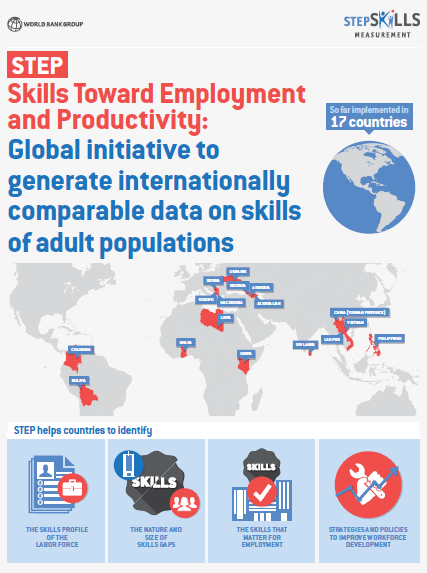 WORLD BANK GROUP
STEP SKILLS
MEASUREMENT
STEP
Skills Toward Employment
and Productivity:
Global initiative to
generate internationally
comparable data on skills
of adult populations
So far implemented in
17 countries
UKRAINE
SERBIA
GEORGIA
ARMENIA
KOSOVO
MACEDONIA
AZERBAIJAN
CHINA (YUNNAN PROVINCE)
LIBYA
VIETNAM
GHANA
LAO PDR
PHILIPPINES
COLOMBIA
KENYA
SRI LANKA
BOLIVIA
STEP helps countries to identify
SKILLS
SKILLS
THE SKILLS PROFILE
OF THE
LABOR FORCE
THE NATURE AND
SIZE OF
SKILLS GAPS
THE SKILLS THAT
MATTER FOR
EMPLOYMENT
STRATEGIES AND POLICIES
TO IMPROVE WORKFORCE
DEVELOPMENT